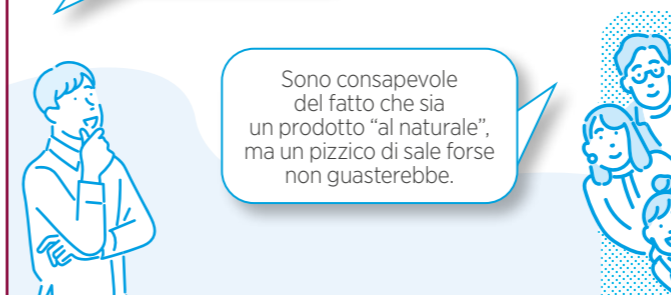 Sono consapevole
del fatto che sia
un prodotto “al naturale”,
ma un pizzico di sale forse
non guasterebbe.